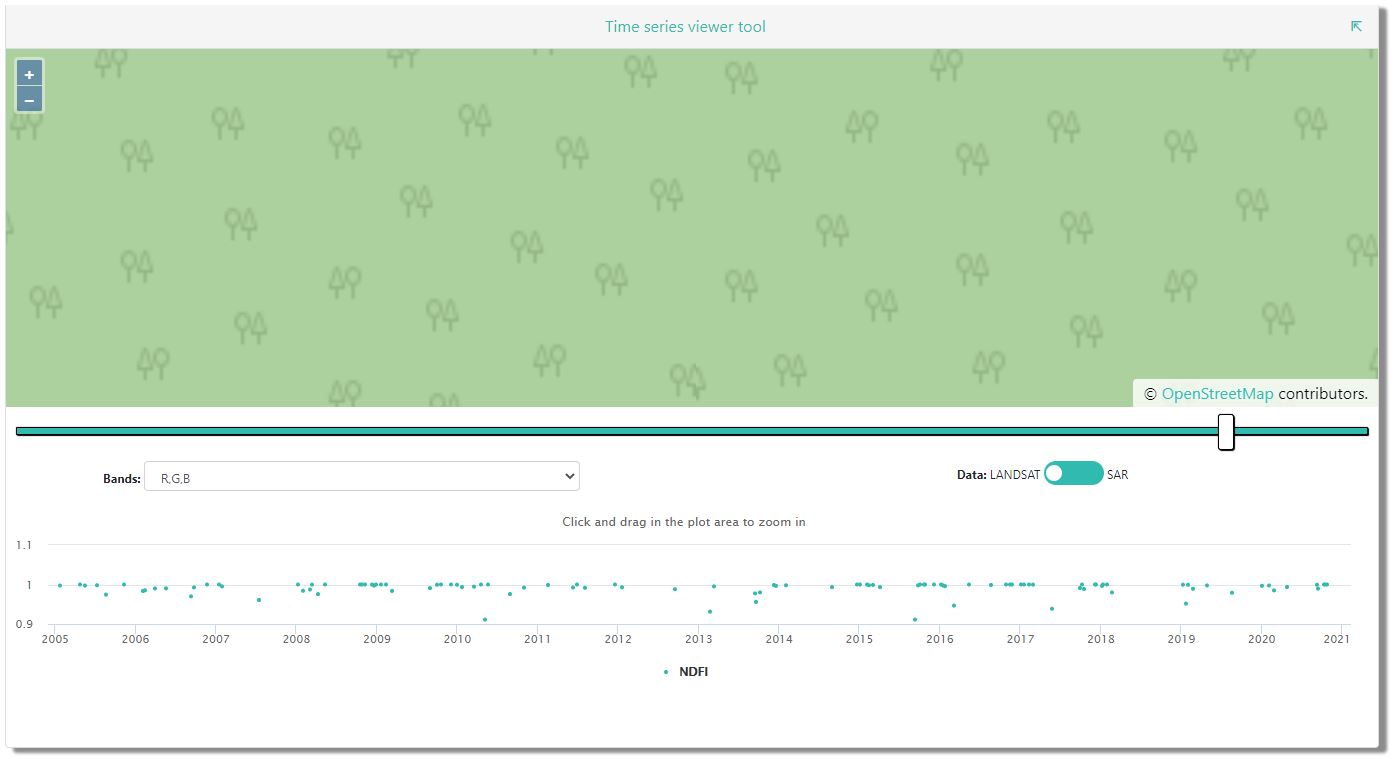 Time series viewer tool
+
−
© OpenStreetMap contributors.
Bands: R,G,B
Data: LANDSAT SAR
Click and drag in the plot area to zoom in
1.1
1
0.9
2005 2006 2007 2008 2009 2010 2011 2012 2013 2014 2015 2016 2017 2018 2019 2020 2021
NDFI